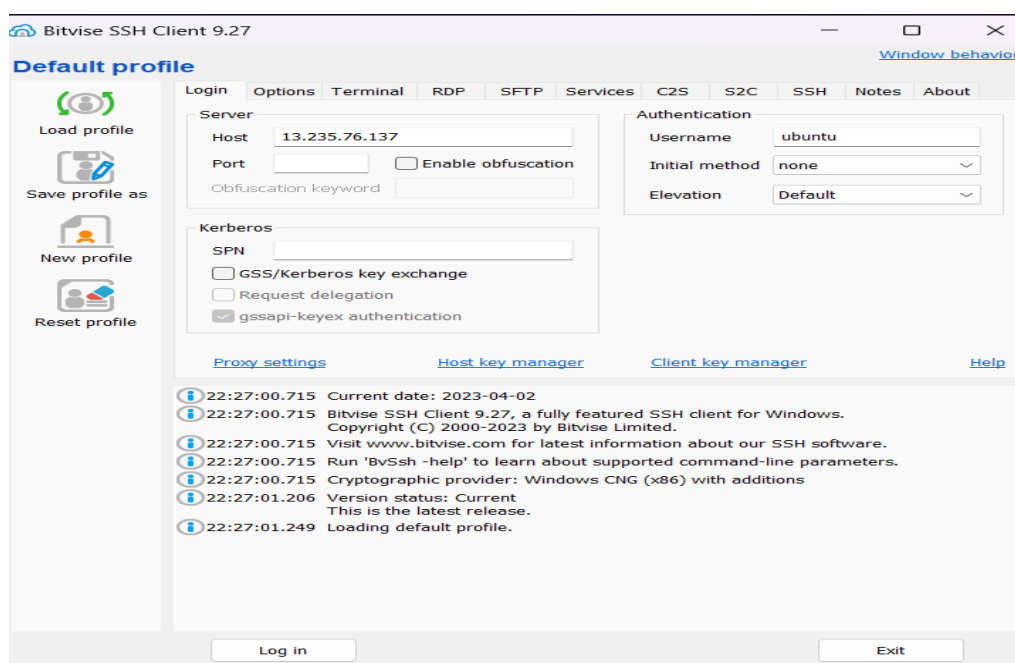 Bitvise SSH Client 9.27
Window behavior
Default profile
Load profile
Save profile as
New profile
Reset profile
Login Options Terminal RDP SFTP Services C2S S2C SSH Notes About
Server
Host 13.235.76.137
Port Enable obfuscation
Obfuscation keyword
Authentication
Username ubuntu
Initial method none
Elevation Default
Kerberos
SPN
GSS/Kerberos key exchange
Request delegation
gssapi-keyex authentication
Proxy settings Host key manager Client key manager Help
22:27:00.715 Current date: 2023-04-02
22:27:00.715 Bitvise SSH Client 9.27, a fully featured SSH client for Windows.
Copyright (C) 2000-2023 by Bitvise Limited.
22:27:00.715 Visit www.bitvise.com for latest information about our SSH software.
22:27:00.715 Run 'BvSsh -help' to learn about supported command-line parameters.
22:27:00.715 Cryptographic provider: Windows CNG (x86) with additions
22:27:01.206 Version status: Current
This is the latest release.
22:27:01.249 Loading default profile.
Log in Exit